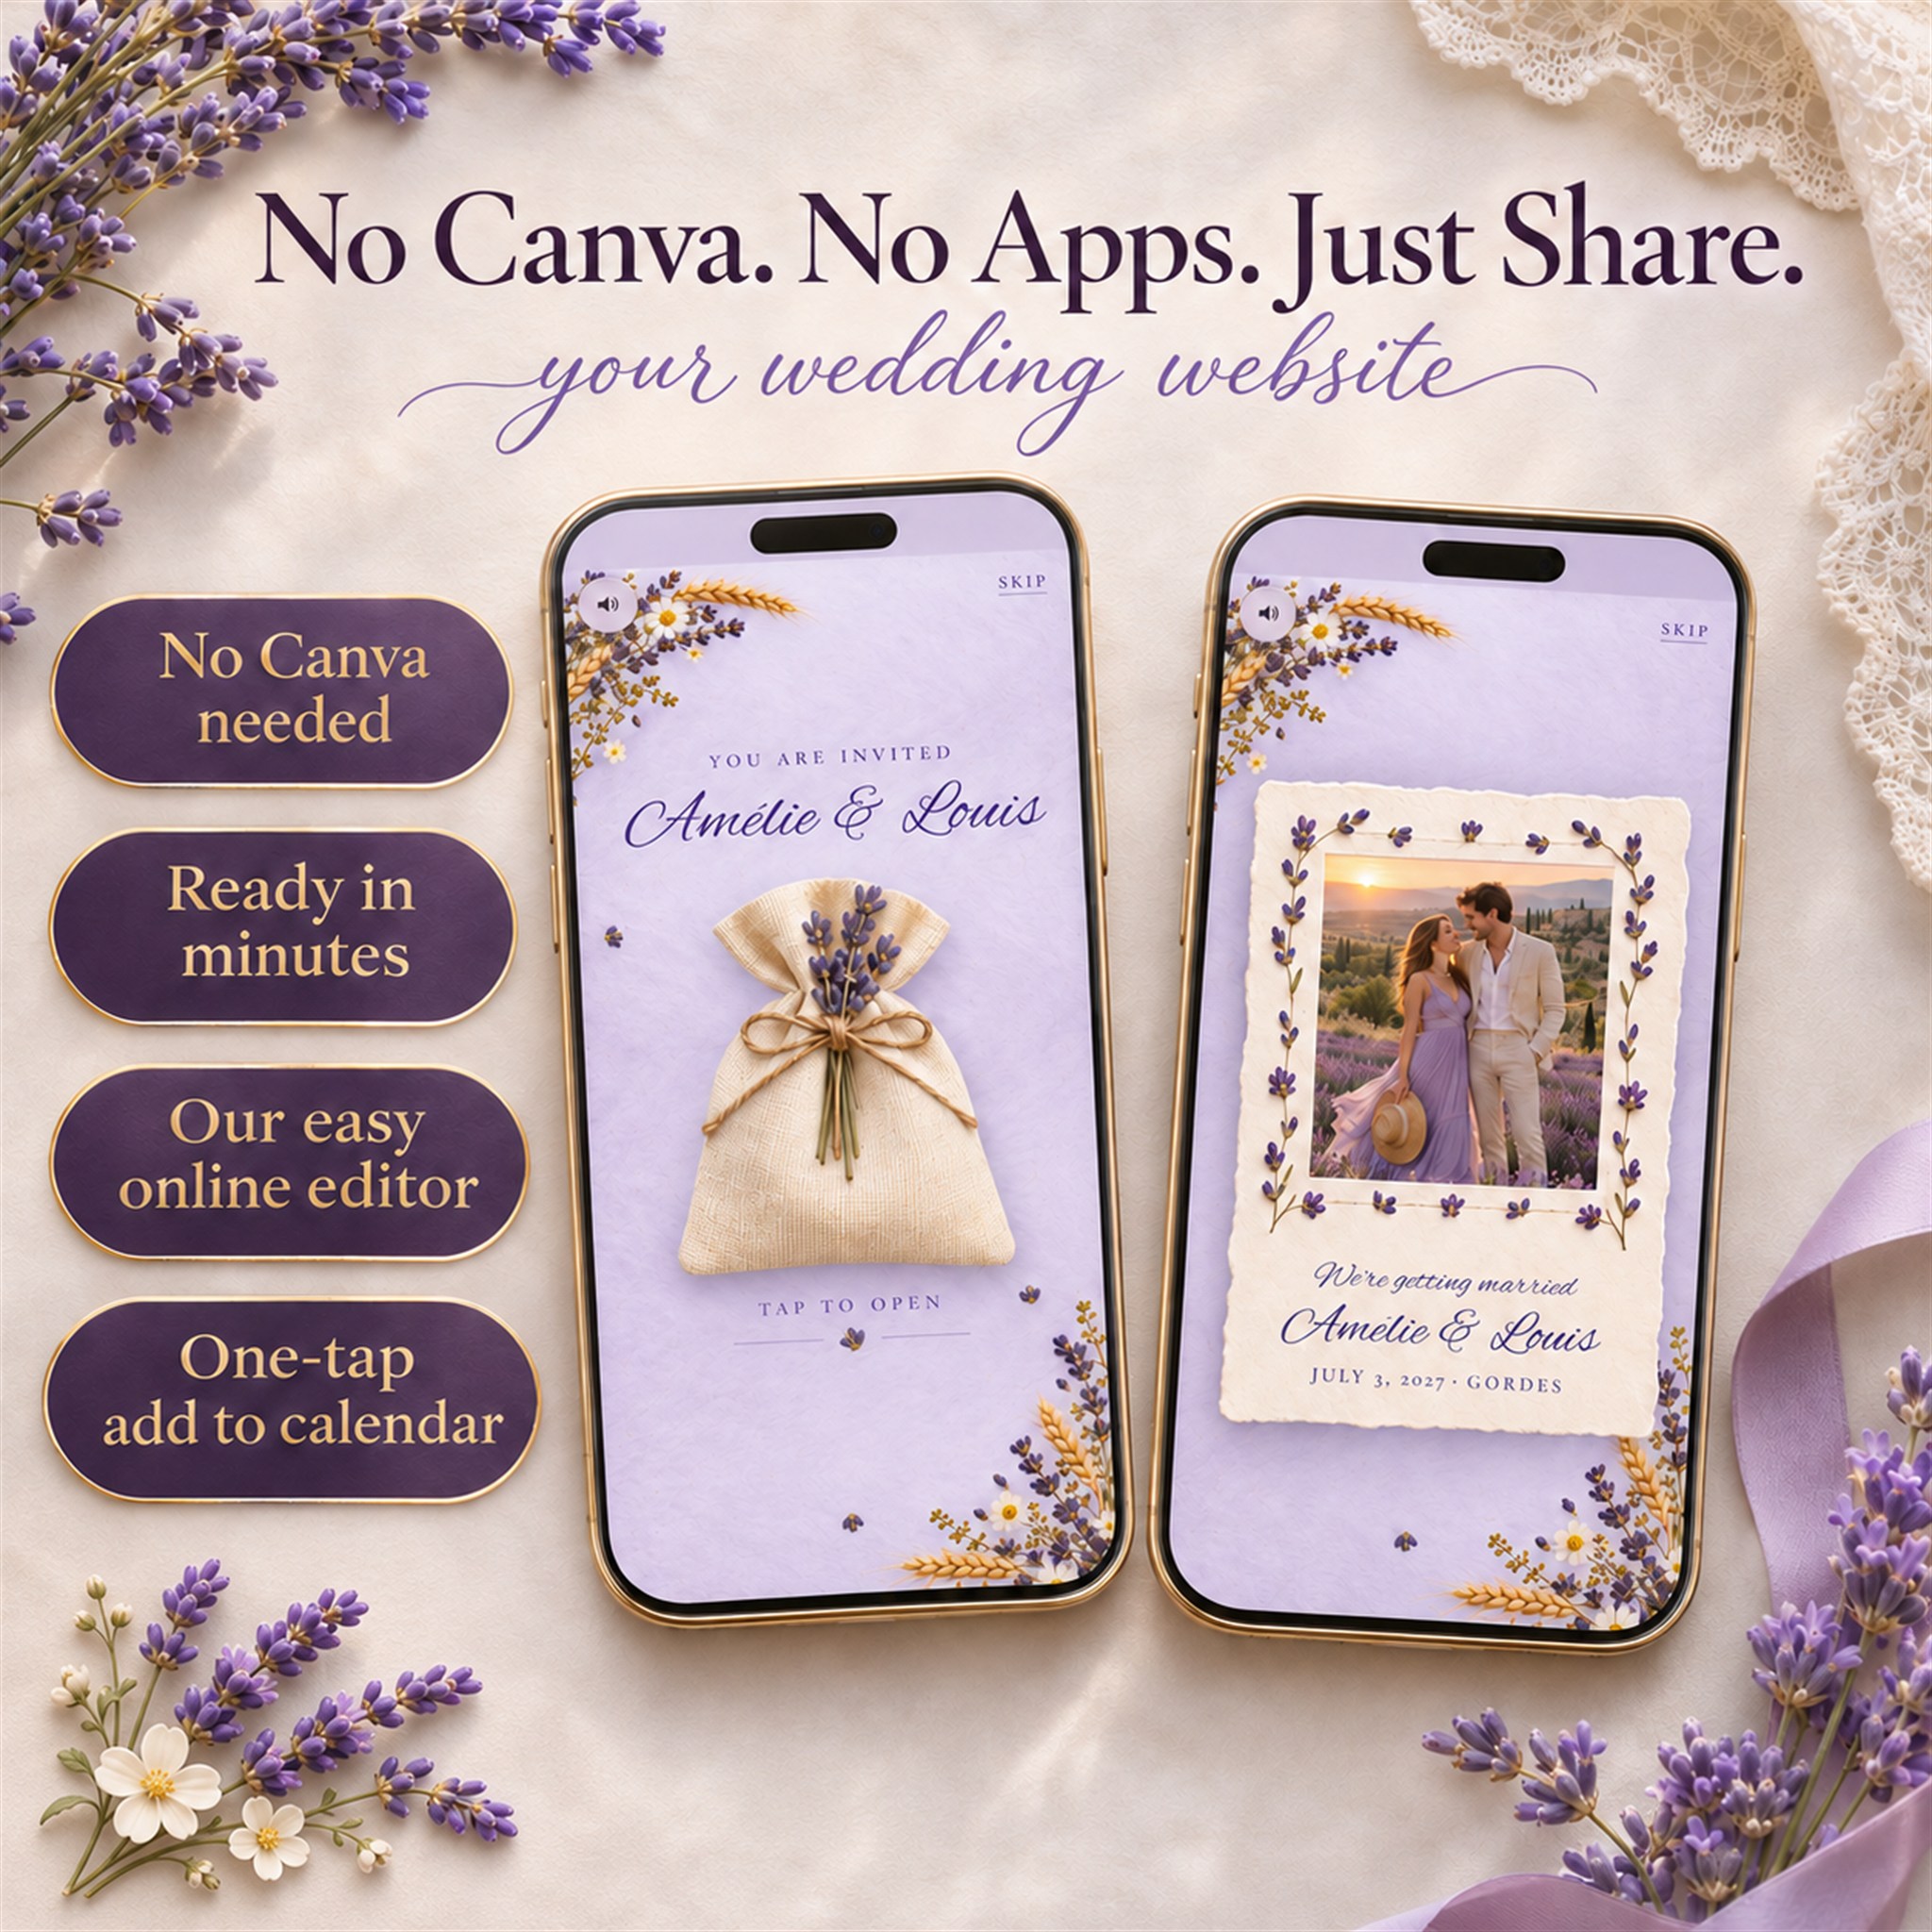 No Canva. No Apps. Just Share.
your wedding website
No Canva
needed
Ready in
minutes
Our easy
online editor
One-tap
add to calendar
SKIP
YOU ARE INVITED
Amélie & Louis
TAP TO OPEN
SKIP
We're getting married
Amélie & Louis
JULY 3, 2027 · GORDES